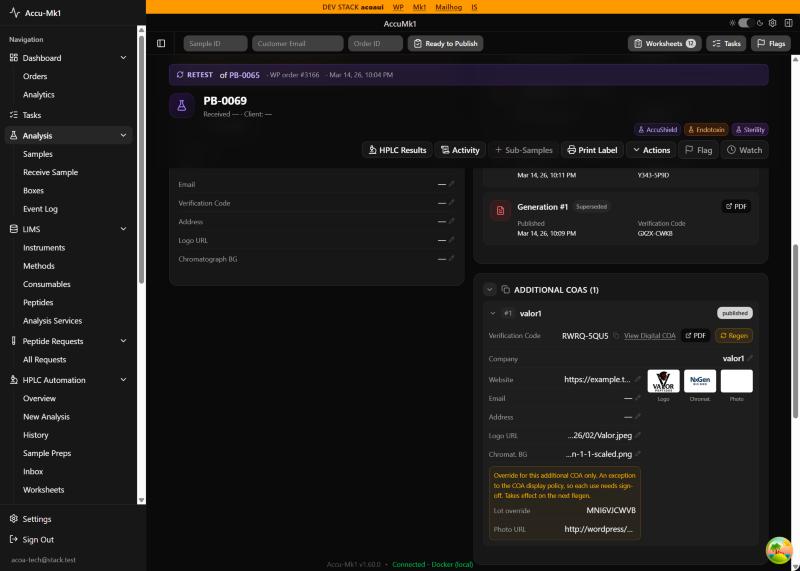 DEV STACK acoaui WP Mk1 Mailhog IS
Accu-Mk1
AccuMk1
Navigation
Dashboard
Orders
Analytics
Tasks
Analysis
Samples
Receive Sample
Boxes
Event Log
LIMS
Instruments
Methods
Consumables
Peptides
Analysis Services
Peptide Requests
All Requests
HPLC Automation
Overview
New Analysis
History
Sample Preps
Inbox
Worksheets
Settings
Sign Out
acoa-tech@stack.test
Sample ID Customer Email Order ID Ready to Publish Worksheets 12 Tasks Flags
RETEST of PB-0065 · WP order #3166 · Mar 14, 26, 10:04 PM
PB-0069
Received — · Client: —
AccuShield Endotoxin Sterility
HPLC Results Activity Sub-Samples Print Label Actions Flag Watch
Email —
Verification Code —
Address —
Logo URL —
Chromatograph BG —
Mar 14, 26, 10:11 PM Y343-5P9D
Generation #1 Superseded PDF
Published Verification Code
Mar 14, 26, 10:09 PM GX2X-CWK8
ADDITIONAL COAS (1)
#1 valor1 published
Verification Code RWRQ-5QU5 View Digital COA PDF Regen
Company valor1
Website https://example.t...
Email —
Address —
Logo URL ...26/02/Valor.jpeg
Chromat. BG ...n-1-1-scaled.png
VALOR
NxGen
Logo Chromat. Photo
Override for this additional COA only. An exception
to the COA display policy, so each use needs sign-
off. Takes effect on the next Regen.
Lot override MNI6VJCWVB
Photo URL http://wordpress/...
Accu-Mk1 v1.60.0 • Connected - Docker (local)